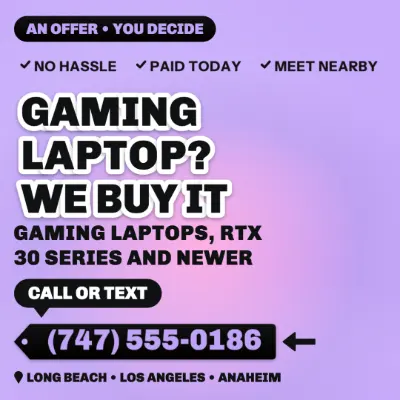 AN OFFER • YOU DECIDE
NO HASSLE PAID TODAY MEET NEARBY
GAMING
LAPTOP?
WE BUY IT
GAMING LAPTOPS, RTX
30 SERIES AND NEWER
CALL OR TEXT
(747) 555-0186
LONG BEACH • LOS ANGELES • ANAHEIM